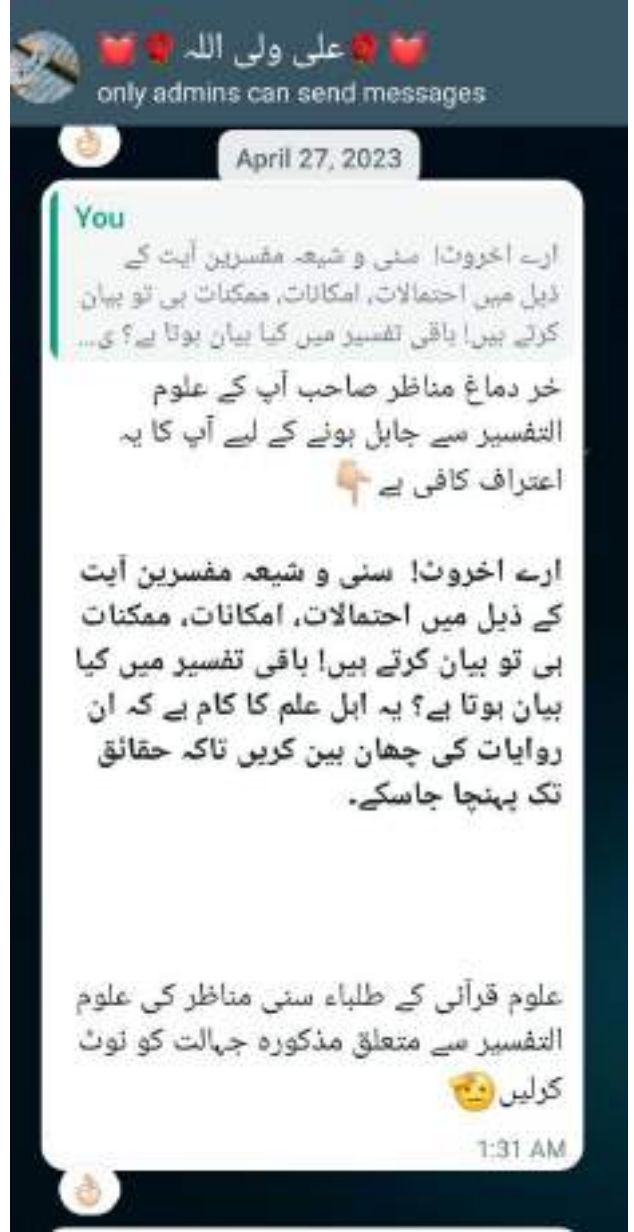 علی ولی اللہ
only admins can send messages
April 27, 2023
You
ارے اخروٹ! سنی و شیعہ مفسرین آیت کے
ذیل میں احتمالات، امکانات، ممکنات ہی تو بیان
کرتے ہیں! باقی تفسیر میں کیا بیان ہوتا ہے؟ ی...
خر دماغ مناظر صاحب آپ کے علوم
التفسیر سے جاہل ہونے کے لیے آپ کا یہ
اعتراف کافی ہے 👇🏻
ارے اخروٹ! سنی و شیعہ مفسرین آیت
کے ذیل میں احتمالات، امکانات، ممکنات
ہی تو بیان کرتے ہیں! باقی تفسیر میں کیا
بیان ہوتا ہے؟ یہ اہل علم کا کام ہے کہ ان
روایات کی چھان بین کریں تاکہ حقائق
تک پہنچا جاسکے۔
علوم قرآنی کے طلباء سنی مناظر کی علوم
التفسیر سے متعلق مذکورہ جہالت کو نوٹ
کرلیں
1:31 AM